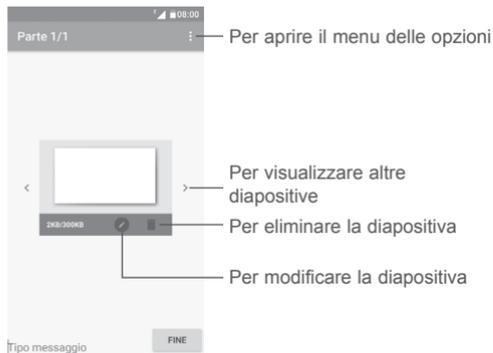 08:00
Parte 1/1
Per aprire il menu delle opzioni
Per visualizzare altre
diapositive
2KB/300KB
Per eliminare la diapositiva
Per modificare la diapositiva
Tipo messaggio
FINE